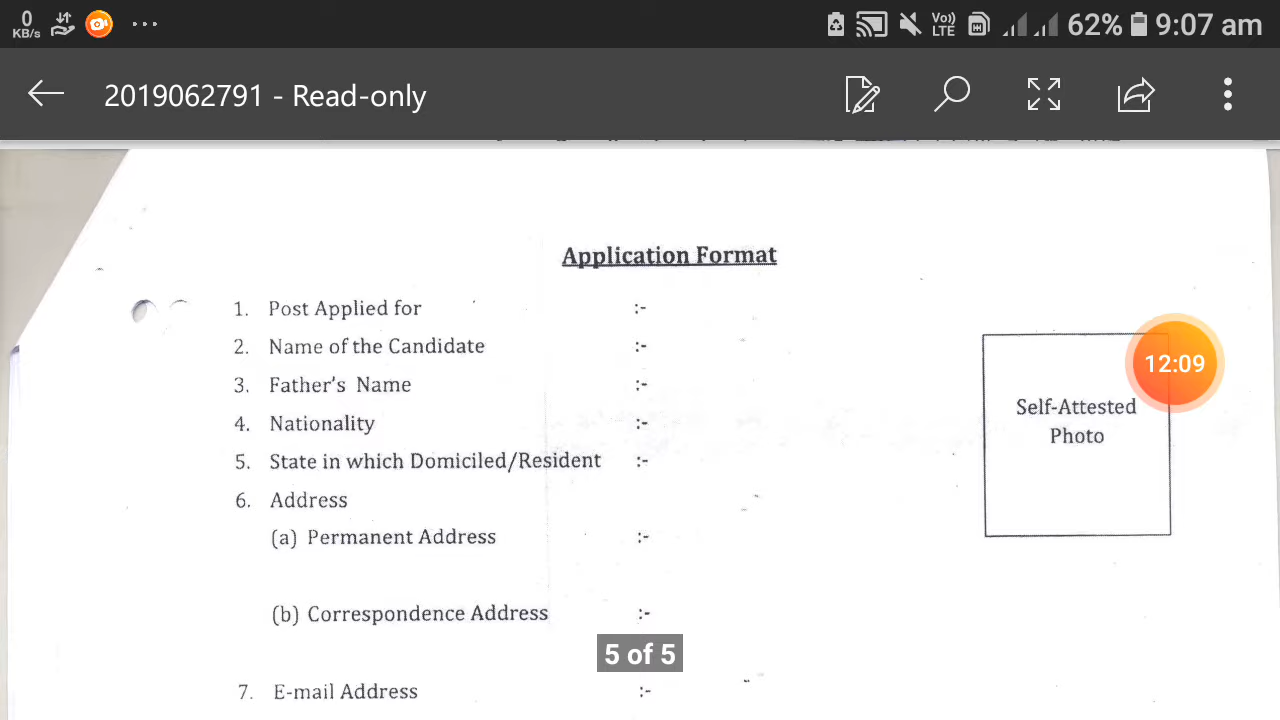 0 KB/s ... Vo)) LTE 62% 9:07 am
2019062791 - Read-only
Application Format
1. Post Applied for :-
2. Name of the Candidate :-
3. Father's Name :-
4. Nationality :-
5. State in which Domiciled/Resident :-
6. Address
(a) Permanent Address :-
(b) Correspondence Address :-
7. E-mail Address :-
Self-Attested
Photo
12:09
5 of 5